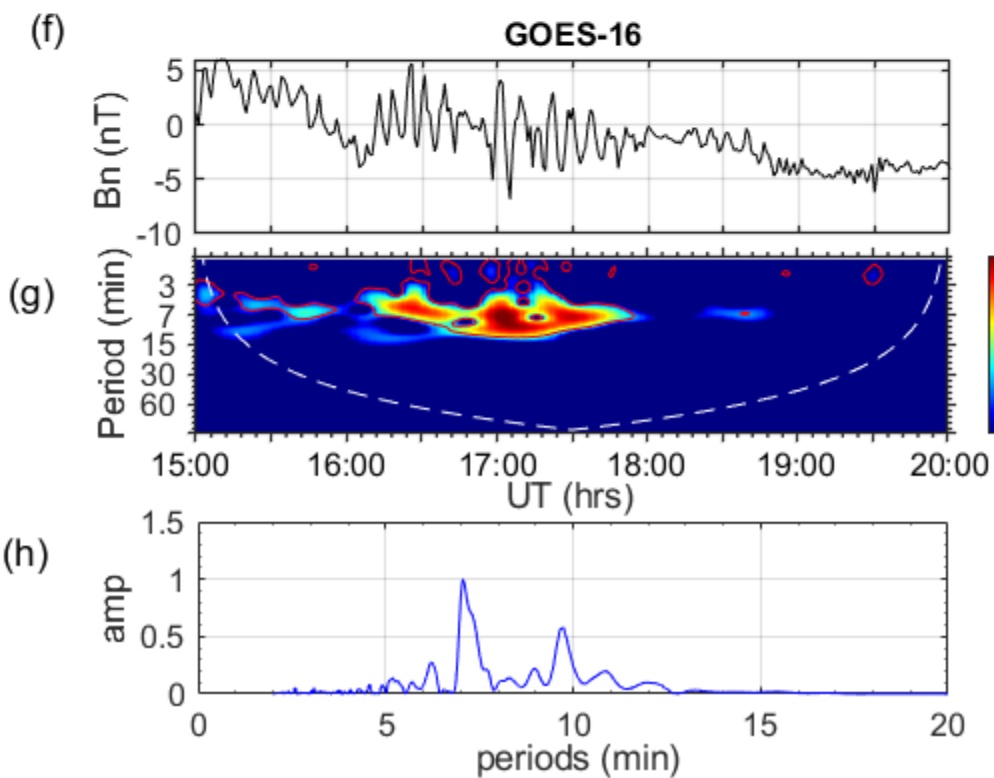 (f)
GOES-16
Bn (nT)
5
0
-5
-10
(g)
Period (min)
3
7
15
30
60
15:00 16:00 17:00 18:00 19:00 20:00
UT (hrs)
(h)
amp
1.5
1
0.5
0
0 5 10 15 20
periods (min)